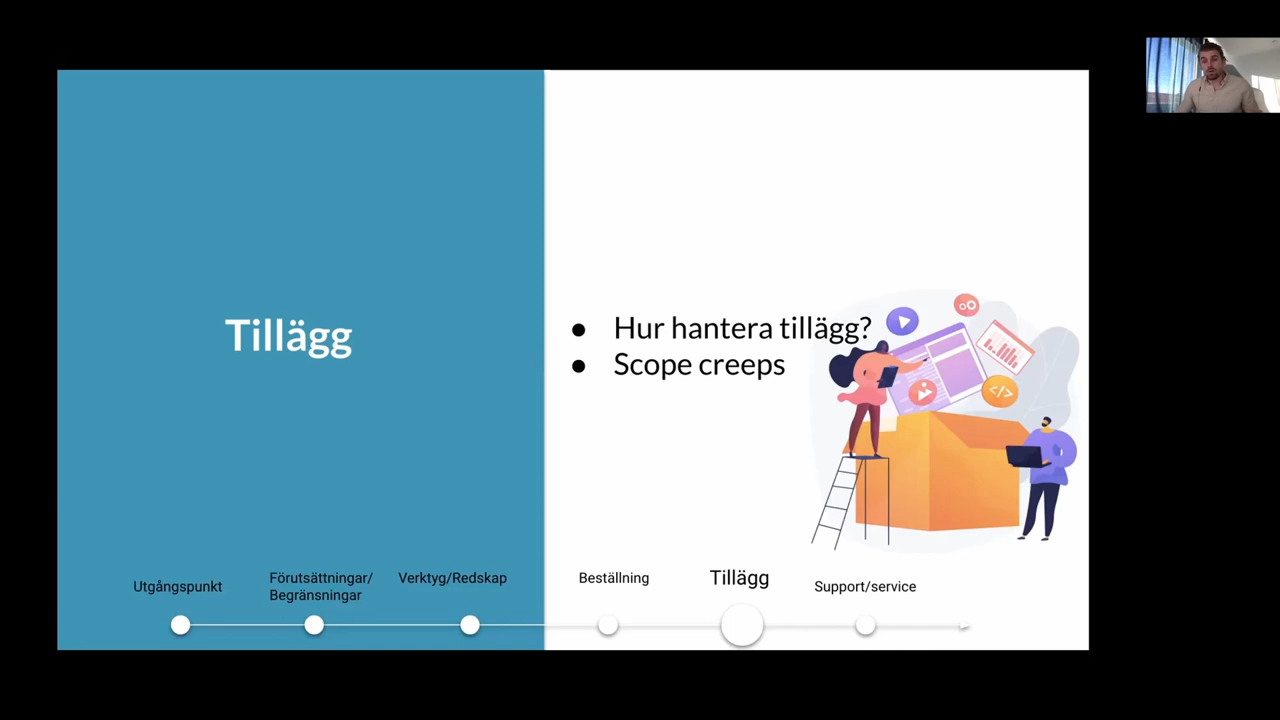 Tillägg
Hur hantera tillägg?
Scope creeps
Utgångspunkt
Förutsättningar/
Begränsningar
Verktyg/Redskap
Beställning
Tillägg
Support/service